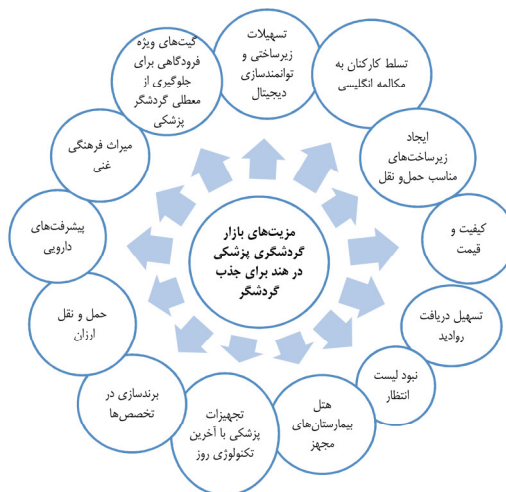 مزیت‌های بازار
گردشگری پزشکی
در هند برای جذب
گردشگر
تسهیلات
زیرساختی و
توانمندسازی
دیجیتال
تسلط کارکنان به
مکالمه انگلیسی
ایجاد
زیرساخت‌های
مناسب حمل‌و نقل
کیفیت و
قیمت
تسهیل دریافت
روادید
نبود لیست
انتظار
هتل
بیمارستان‌های
مجهز
تجهیزات
پزشکی با آخرین
تکنولوژی روز
برندسازی در
تخصص‌ها
حمل و نقل
ارزان
پیشرفت‌های
دارویی
میراث فرهنگی
غنی
گیت‌های ویژه
فرودگاهی برای
جلوگیری از
معطلی گردشگر
پزشکی